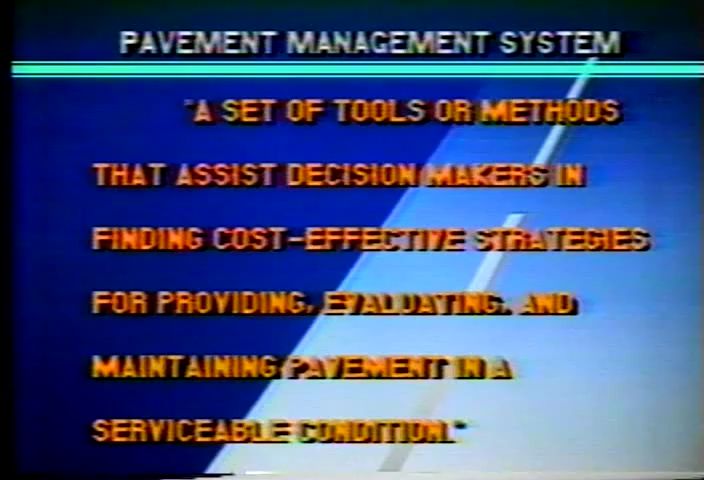 PAVEMENT MANAGEMENT SYSTEM
"A SET OF TOOLS OR METHODS
THAT ASSIST DECISION MAKERS IN
FINDING COST-EFFECTIVE STRATEGIES
FOR PROVIDING, EVALUATING, AND
MAINTAINING PAVEMENT IN A
SERVICEABLE CONDITION."